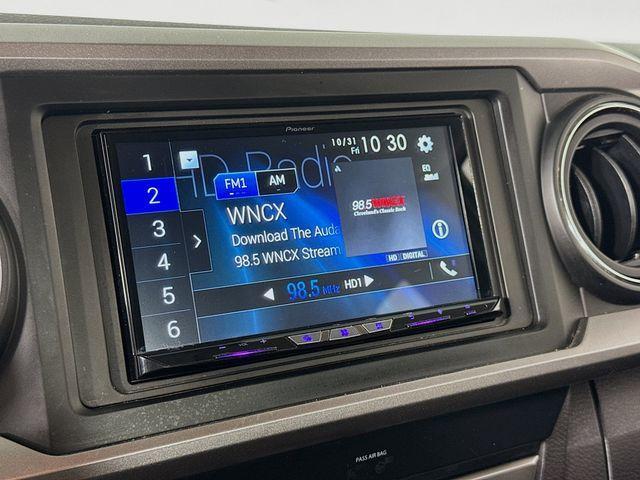 Pioneer
10/31 Fri 10 30
HD Radio
1
2
3
4
5
6
FM1 AM
EQ
WNCX
Download The Auda
98.5 WNCX Stream
98.5 WNCX
Cleveland's Classic Rock
HD DIGITAL
98.5 MHz HD1
VOL
PASS AIR BAG